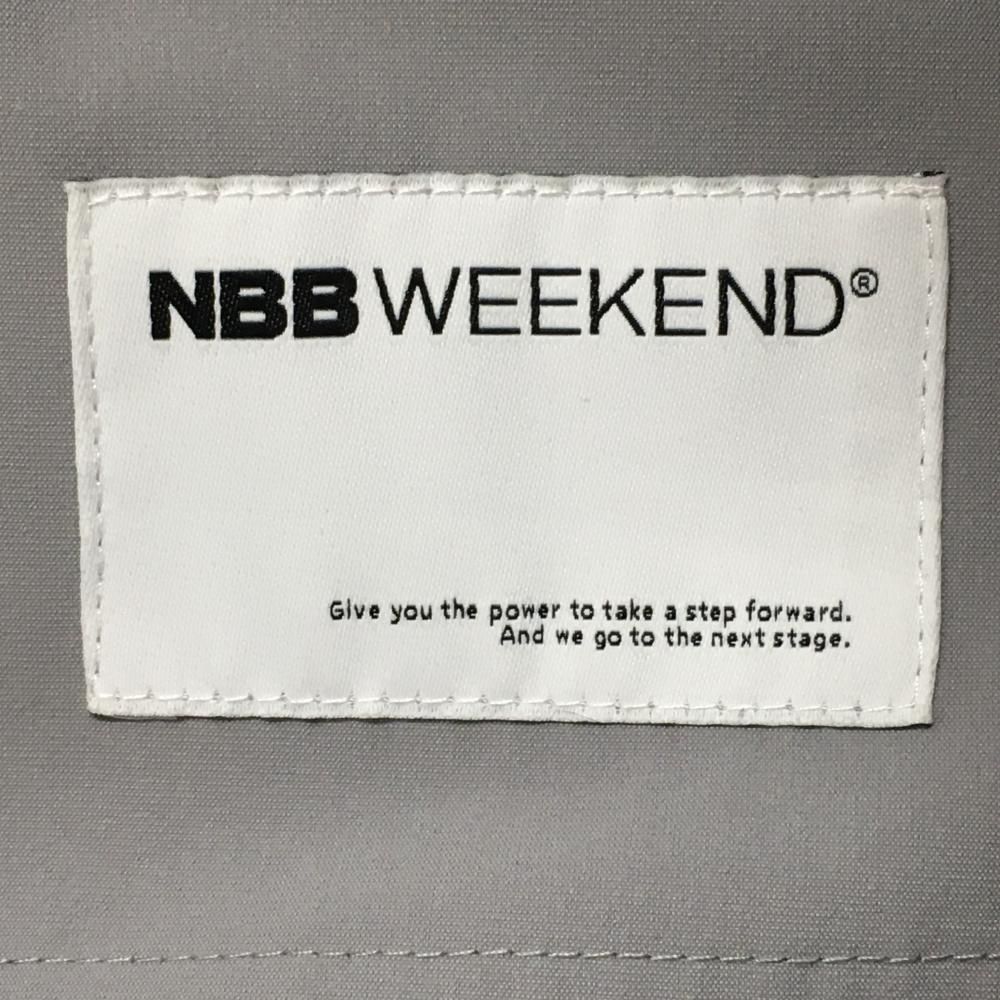 NBB WEEKEND®
Give you the power to take a step forward.
And we go to the next stage.